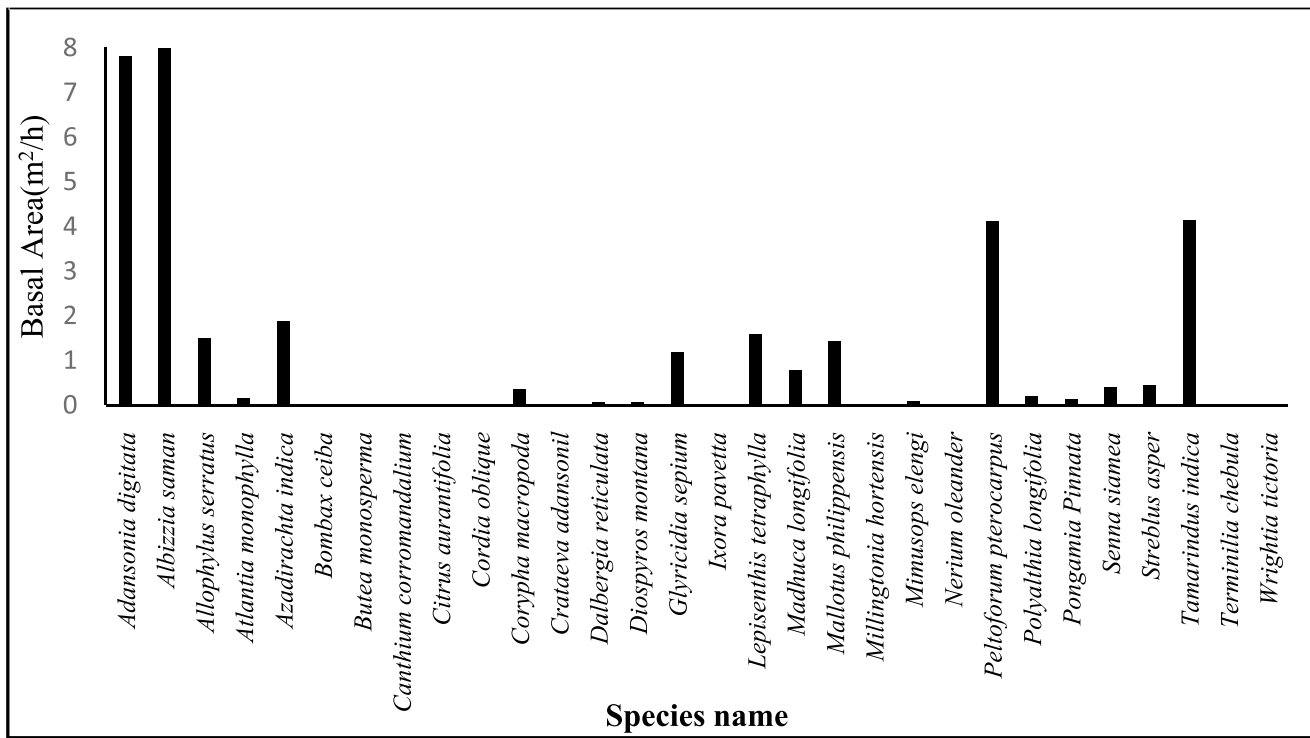 Basal Area(m²/h)
8
7
6
5
4
3
2
1
0
Adansonia digitata
Albizzia saman
Allophylus serratus
Atlantia monophylla
Azadirachta indica
Bombax ceiba
Butea monosperma
Canthium corromandalium
Citrus aurantifolia
Cordia oblique
Corypha macropoda
Crataeva adansonil
Dalbergia reticulata
Diospyros montana
Glyricidia sepium
Ixora pavetta
Lepisenthis tetraphylla
Madhuca longifolia
Mallotus philippensis
Millingtonia hortensis
Mimusops elengi
Nerium oleander
Peltoforum pterocarpus
Polyalthia longifolia
Pongamia Pinnata
Senna siamea
Streblus asper
Tamarindus indica
Terminilia chebula
Wrightia tictoria
Species name